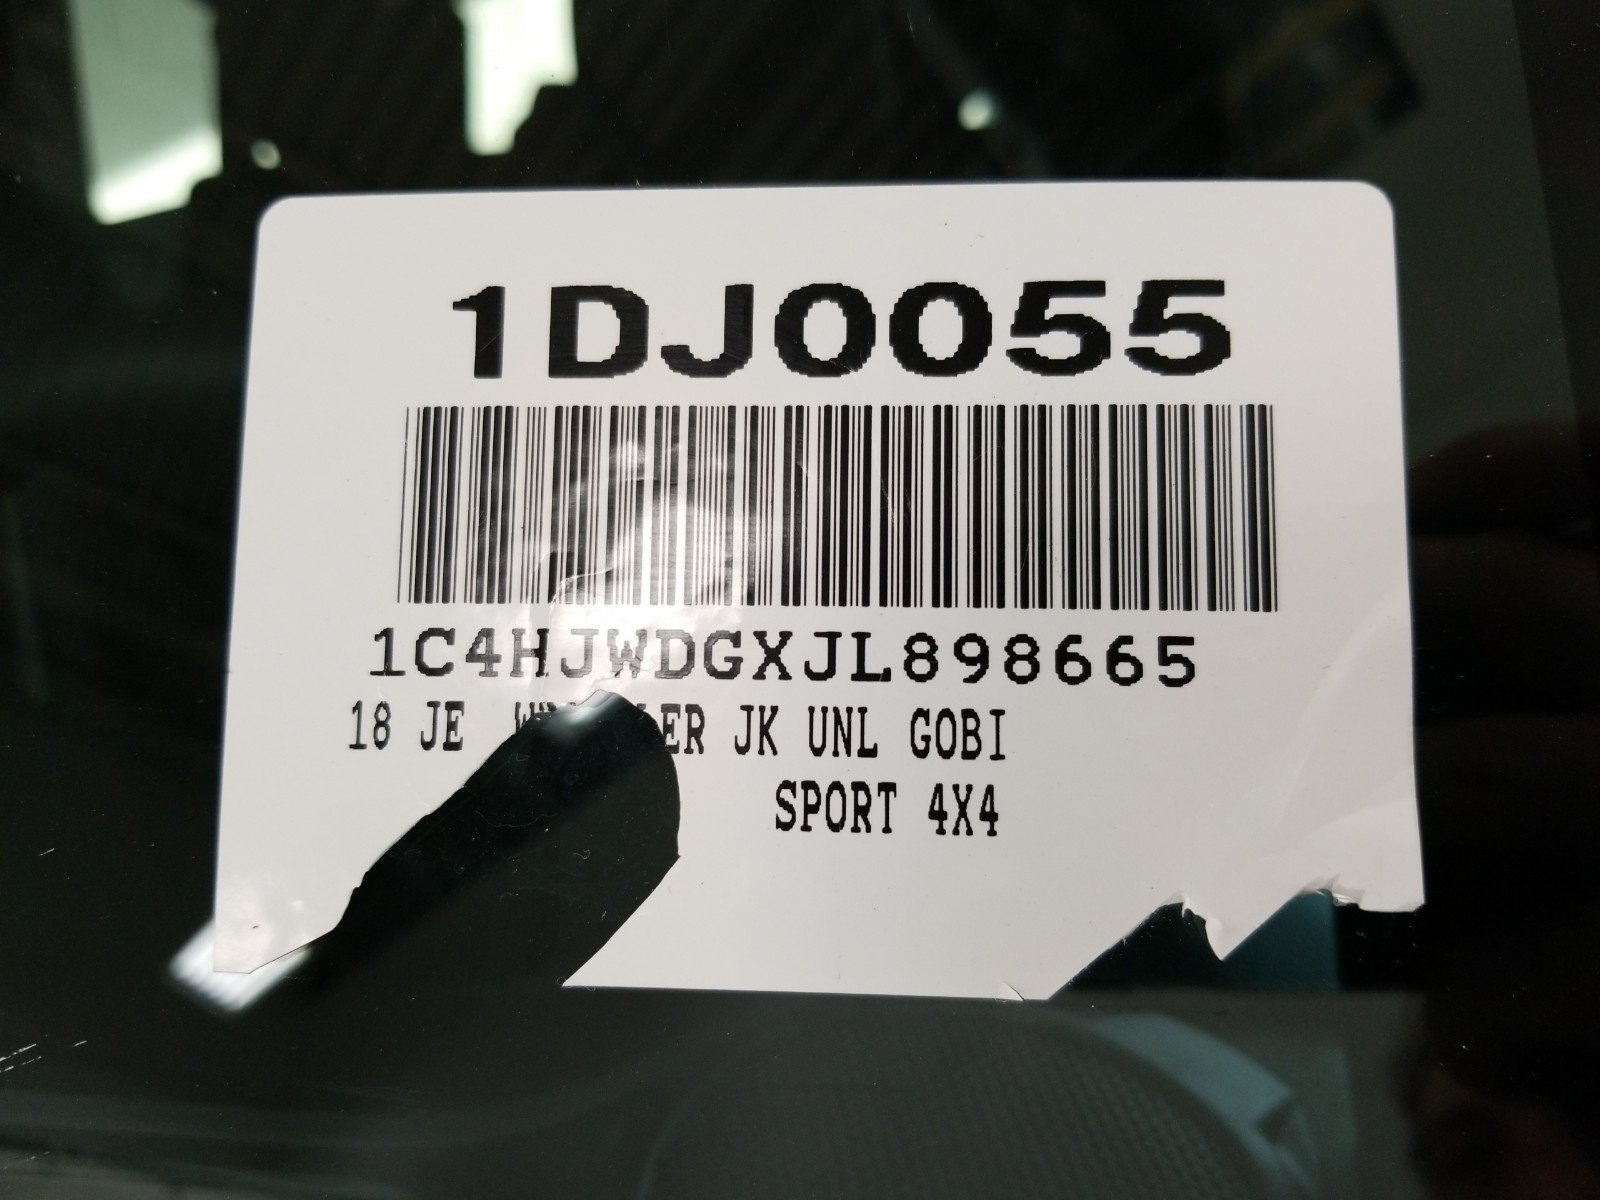 1DJ0055
1C4HJWDGXJL898665
18 JE JK UNL GOBI
SPORT 4X4